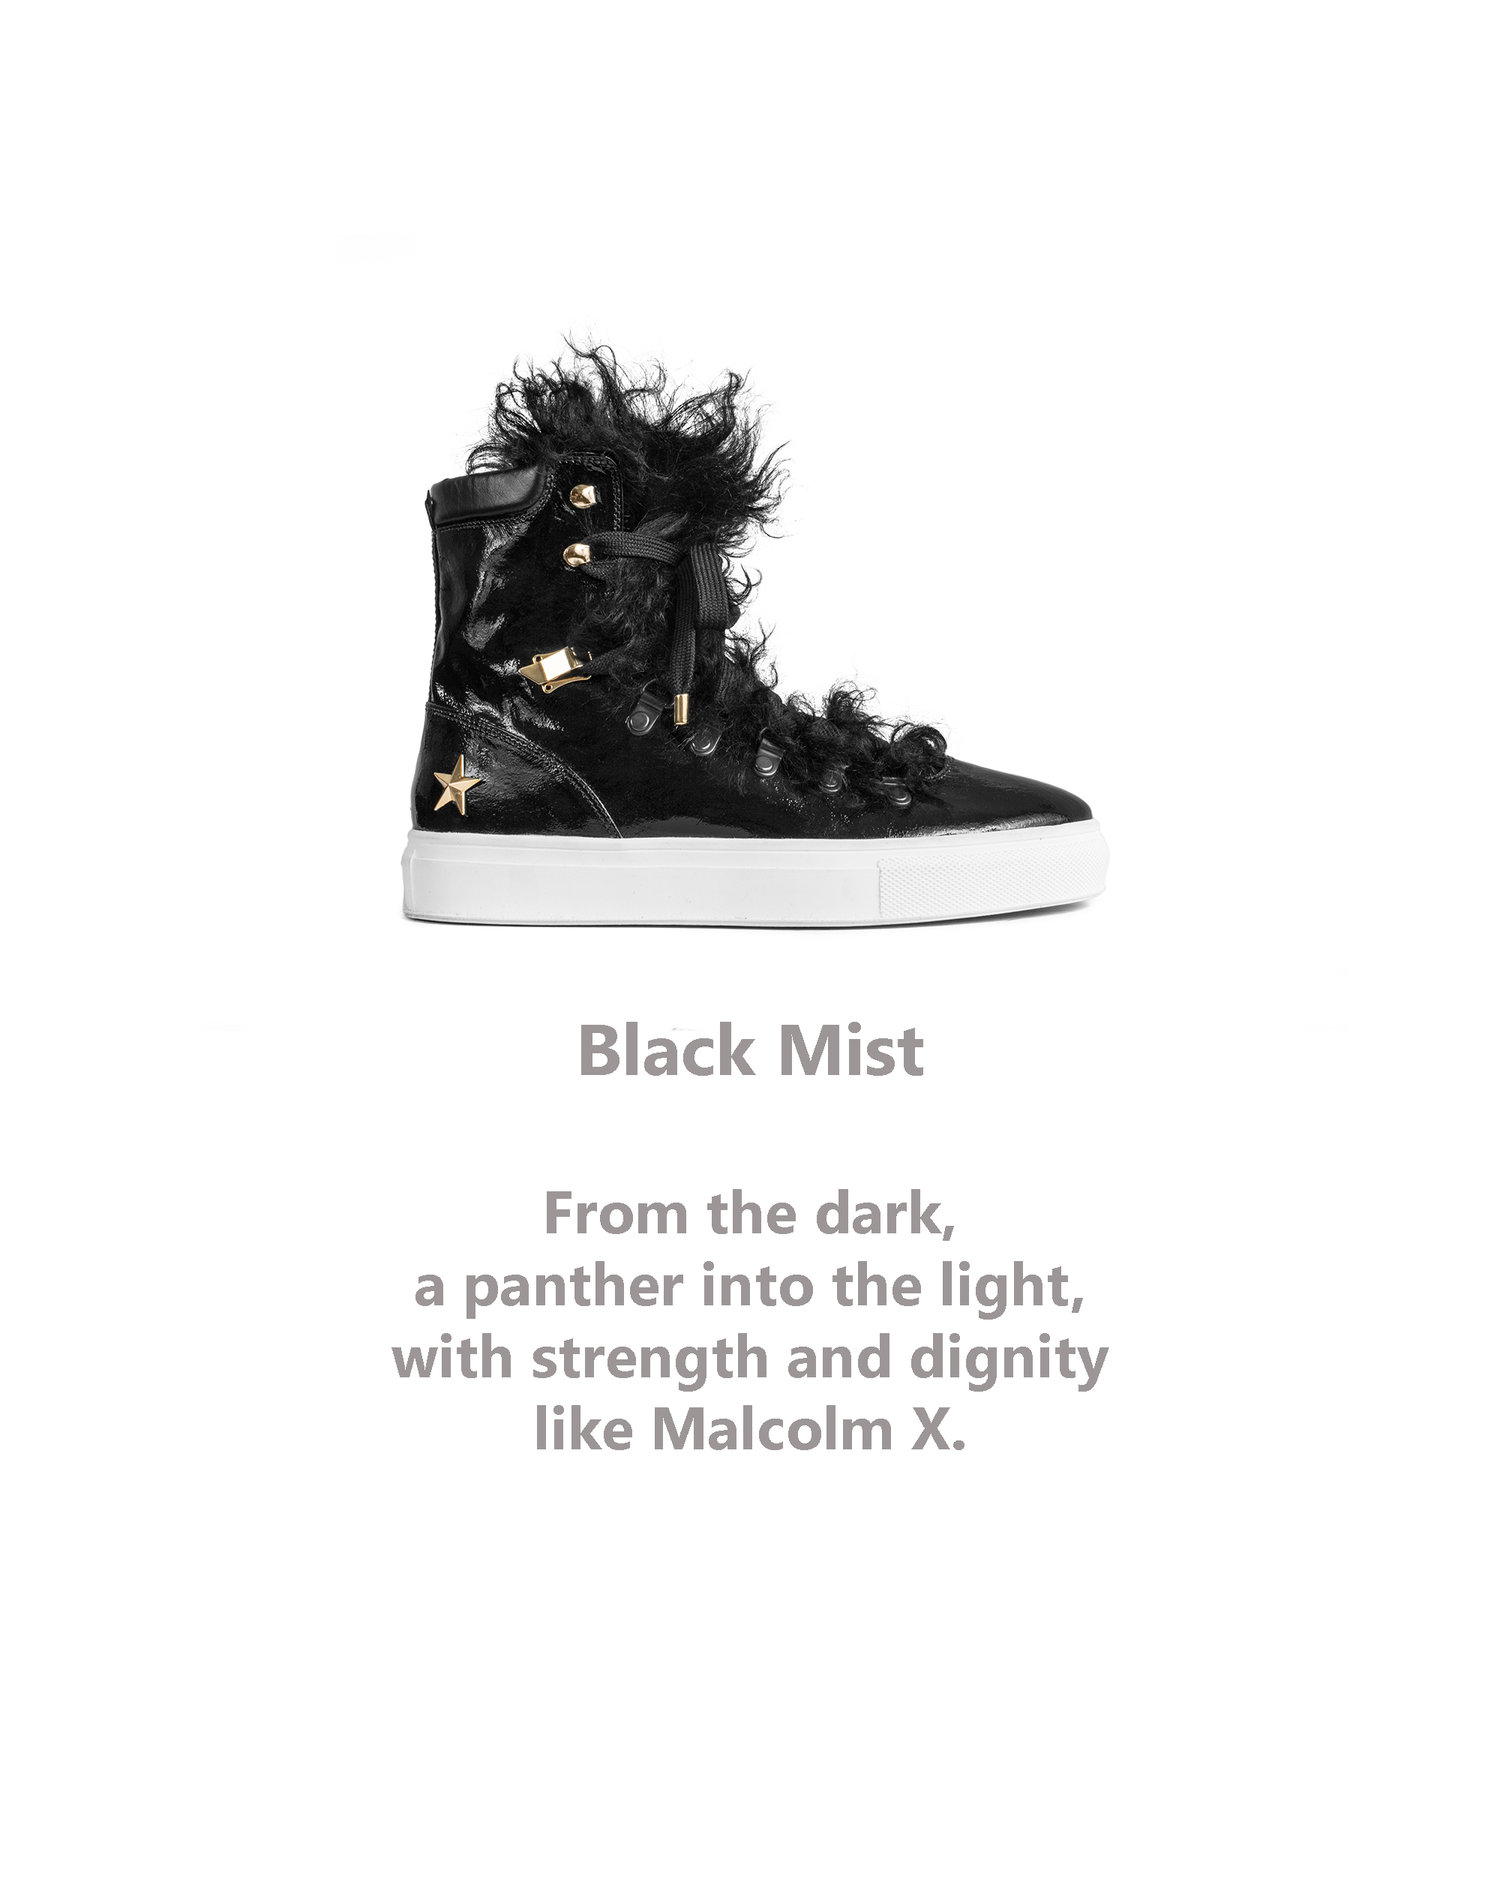 Black Mist
From the dark,
a panther into the light,
with strength and dignity
like Malcolm X.